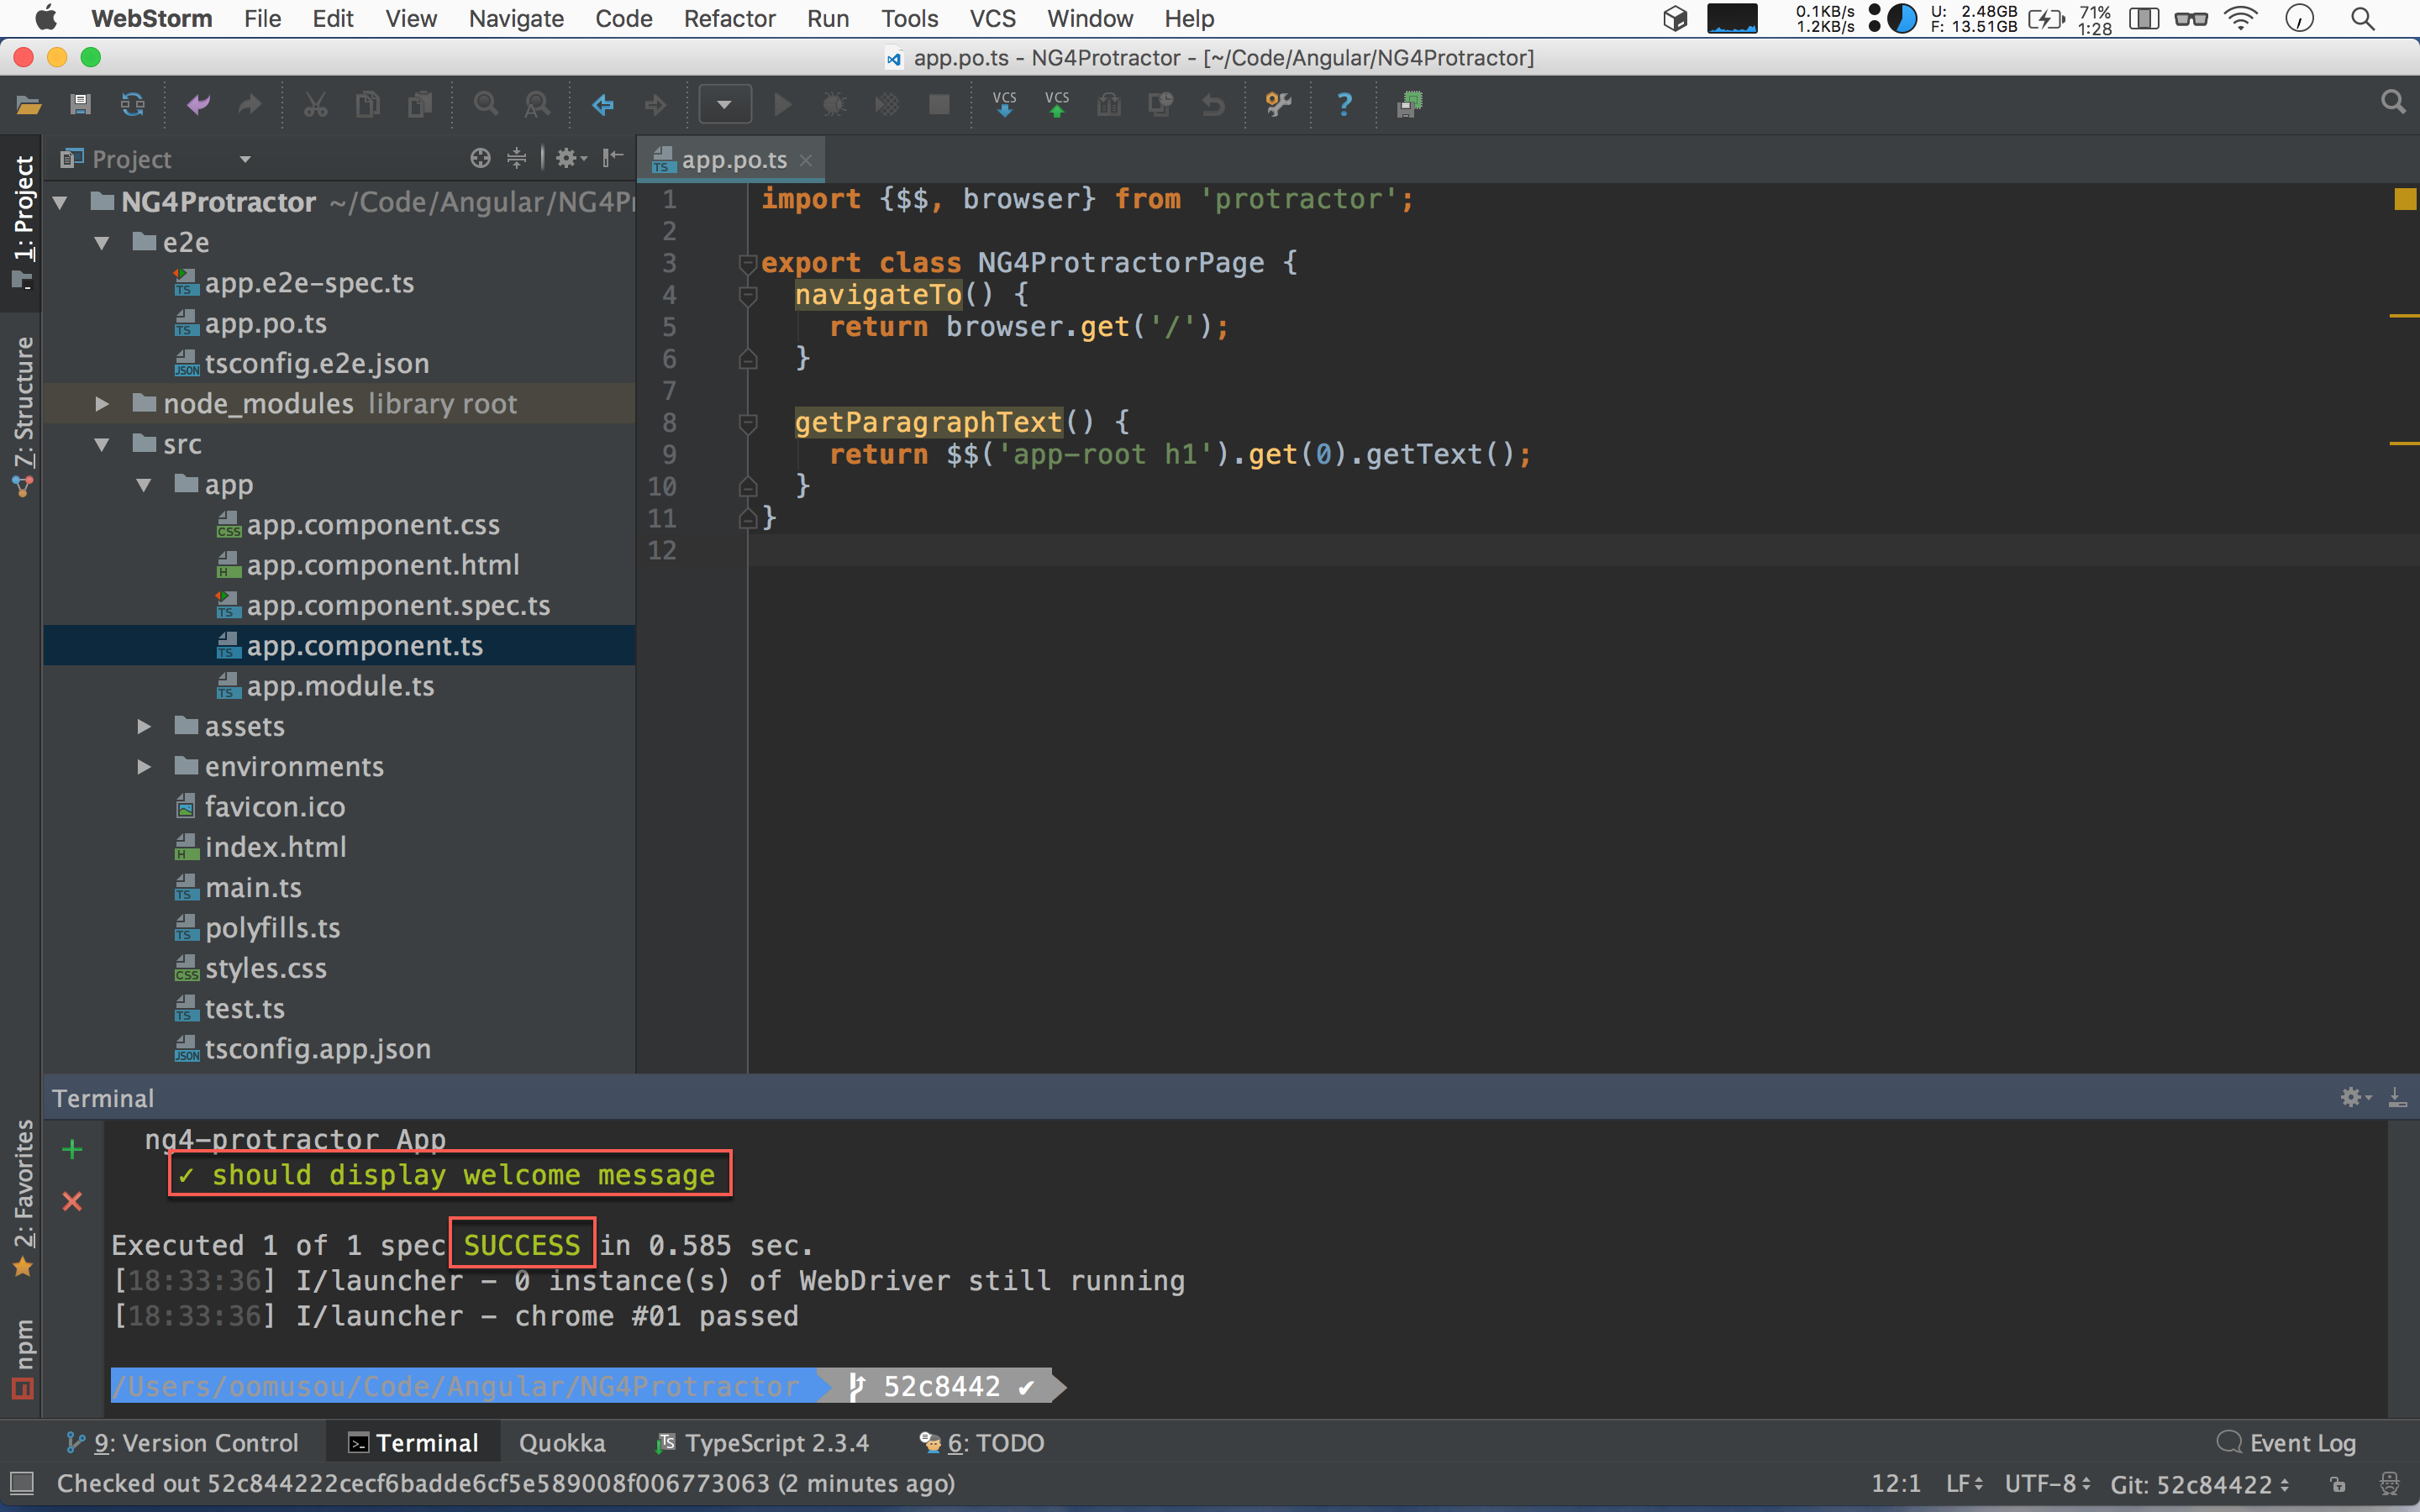 WebStorm File Edit View Navigate Code Refactor Run Tools VCS Window Help
0.1KB/s
1.2KB/s
U: 2.48GB
F: 13.51GB
71%
1:28
app.po.ts - NG4Protractor - [~/Code/Angular/NG4Protractor]
VCS VCS
1: Project
7: Structure
2: Favorites
npm
Project
NG4Protractor ~/Code/Angular/NG4P
e2e
app.e2e-spec.ts
app.po.ts
tsconfig.e2e.json
node_modules library root
src
app
app.component.css
app.component.html
app.component.spec.ts
app.component.ts
app.module.ts
assets
environments
favicon.ico
index.html
main.ts
polyfills.ts
styles.css
test.ts
tsconfig.app.json
app.po.ts
1 import {$$, browser} from 'protractor';
2
3 export class NG4ProtractorPage {
4 navigateTo() {
5 return browser.get('/');
6 }
7
8 getParagraphText() {
9 return $$('app-root h1').get(0).getText();
10 }
11 }
12
Terminal
ng4-protractor App
✓ should display welcome message
Executed 1 of 1 spec SUCCESS in 0.585 sec.
[18:33:36] I/launcher - 0 instance(s) of WebDriver still running
[18:33:36] I/launcher - chrome #01 passed
/Users/oomusou/Code/Angular/NG4Protractor 52c8442 ✔
9: Version Control Terminal Quokka TypeScript 2.3.4 6: TODO Event Log
Checked out 52c844222cecf6badde6cf5e589008f006773063 (2 minutes ago) 12:1 LF UTF-8 Git: 52c84422